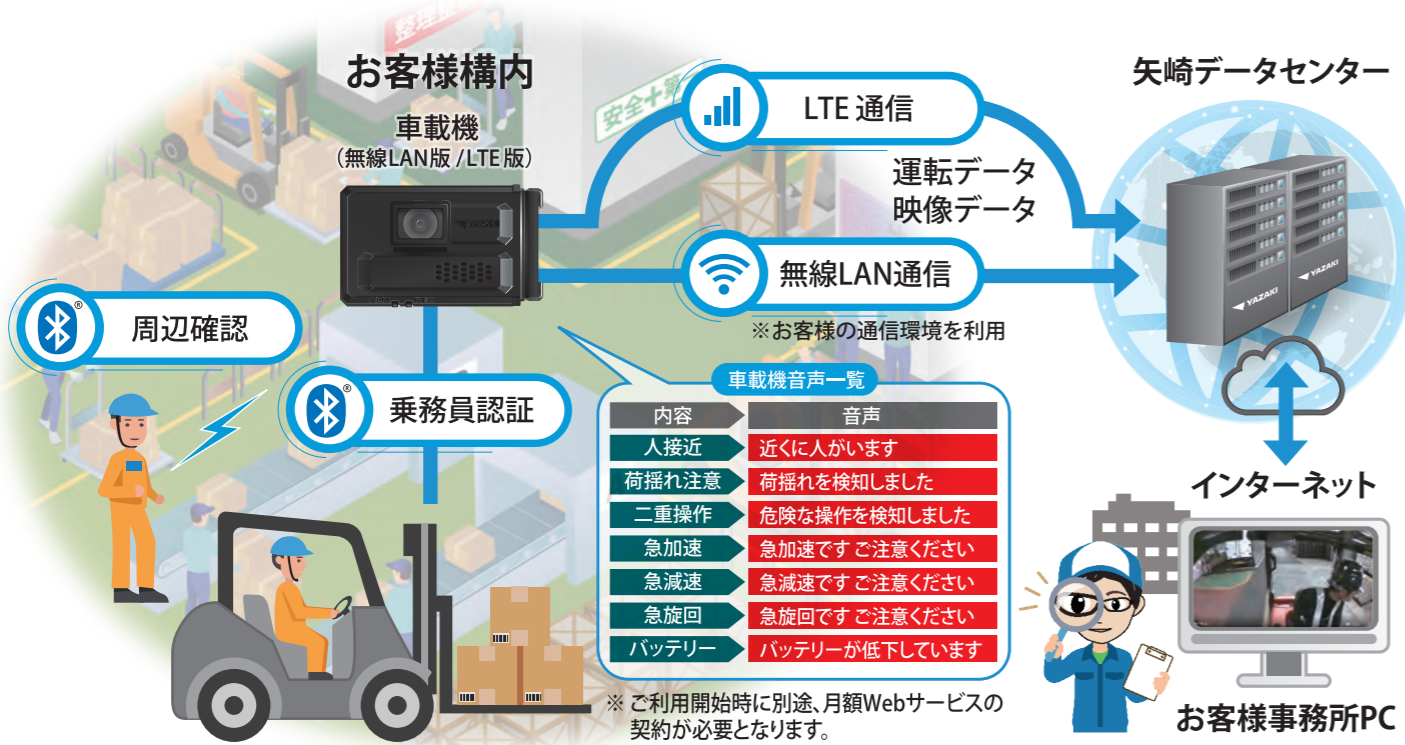 整理整
お客様構内
車載機
（無線LAN版 / LTE版）
安全＋第一
YAZAKI
LTE 通信
運転データ
映像データ
無線LAN通信
※お客様の通信環境を利用
矢崎データセンター
YAZAKI
YAZAKI
® 周辺確認
® 乗務員認証
車載機音声一覧
内容 音声
人接近 近くに人がいます
荷揺れ注意 荷揺れを検知しました
二重操作 危険な操作を検知しました
急加速 急加速です ご注意ください
急減速 急減速です ご注意ください
急旋回 急旋回です ご注意ください
バッテリー バッテリーが低下しています
※ ご利用開始時に別途、月額Webサービスの
契約が必要となります。
インターネット
お客様事務所PC